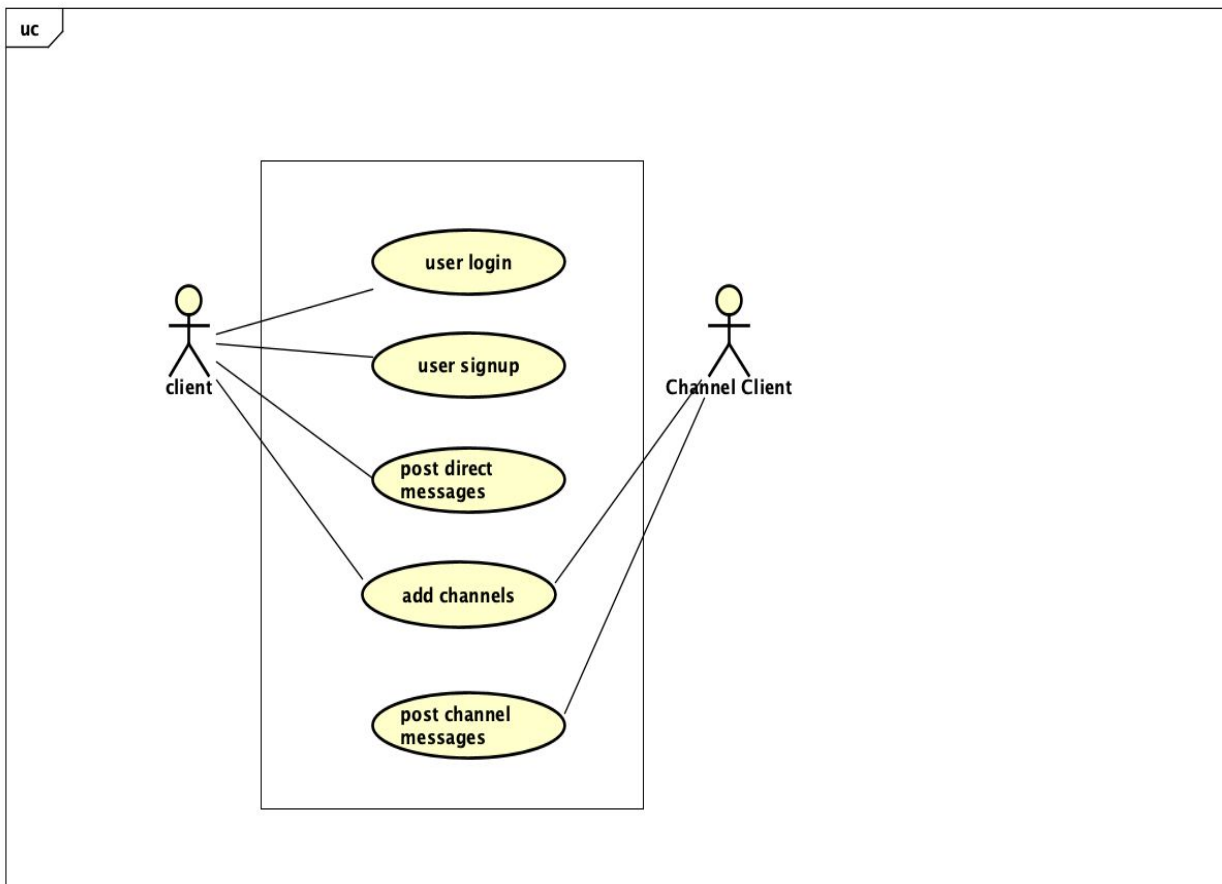 uc
user login
user signup
client
Channel Client
post direct
messages
add channels
post channel
messages